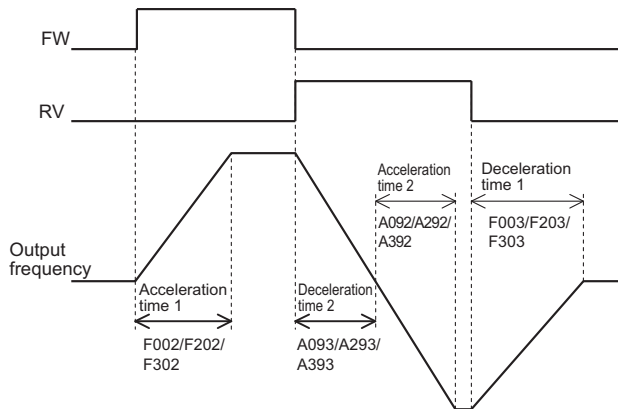 FW
RV
Acceleration
time 2
A092/A292/
A392
Deceleration
time 1
F003/F203/
F303
Output
frequency
Acceleration
time 1
F002/F202/
F302
Deceleration
time 2
A093/A293/
A393